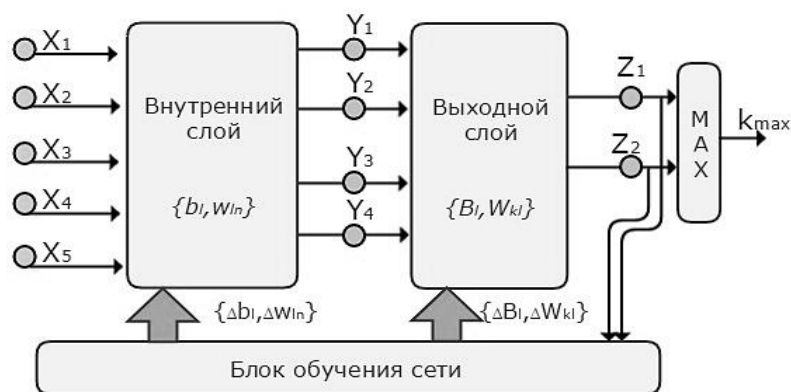 X1
X2
X3
X4
X5
Внутренний
слой
{bl,wln}
Y1
Y2
Y3
Y4
Выходной
слой
{Bl,Wkl}
Z1
Z2
M
A
X
kmax
{Δbl,Δwln}
{ΔBl,ΔWkl}
Блок обучения сети